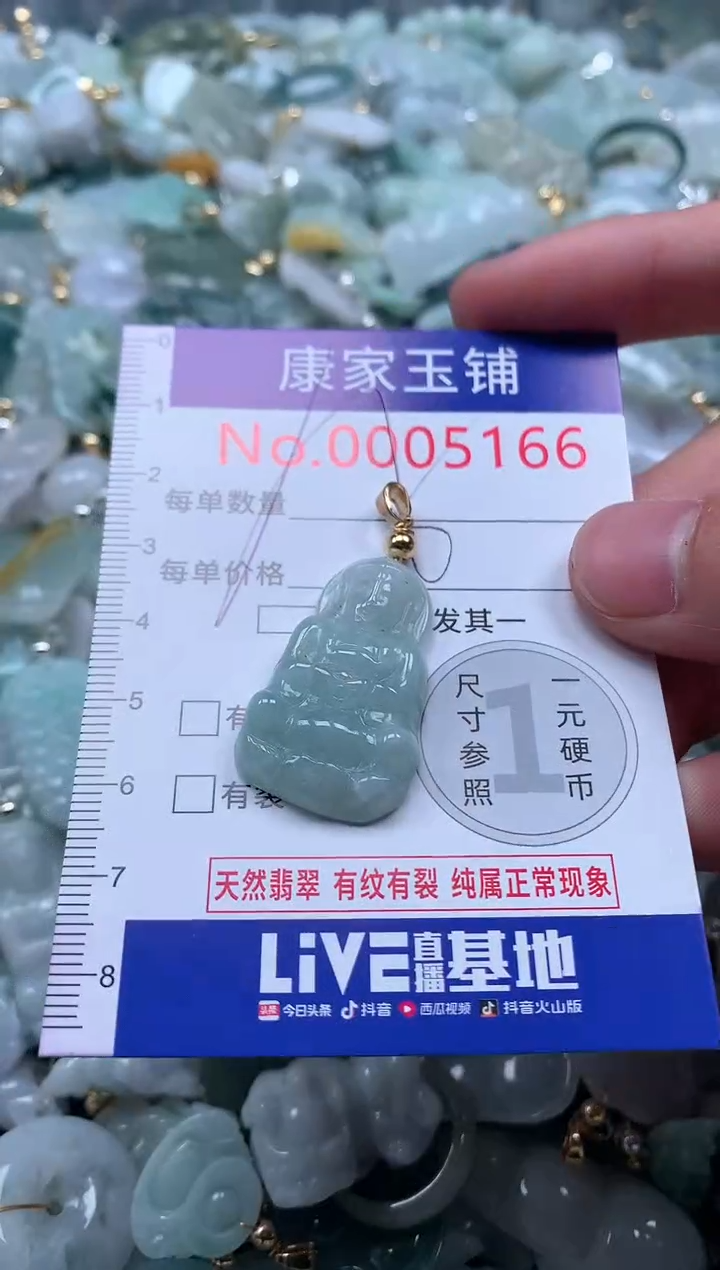 0
康家玉铺
1
No.0005166
2
每单数量
3
每单价格
4
发其一
尺寸参照
1
一元硬币
5
有
6
有裂
天然翡翠 有纹有裂 纯属正常现象
7
LiVE直播基地
8
头条 今日头条 抖音 西瓜视频 抖音火山版